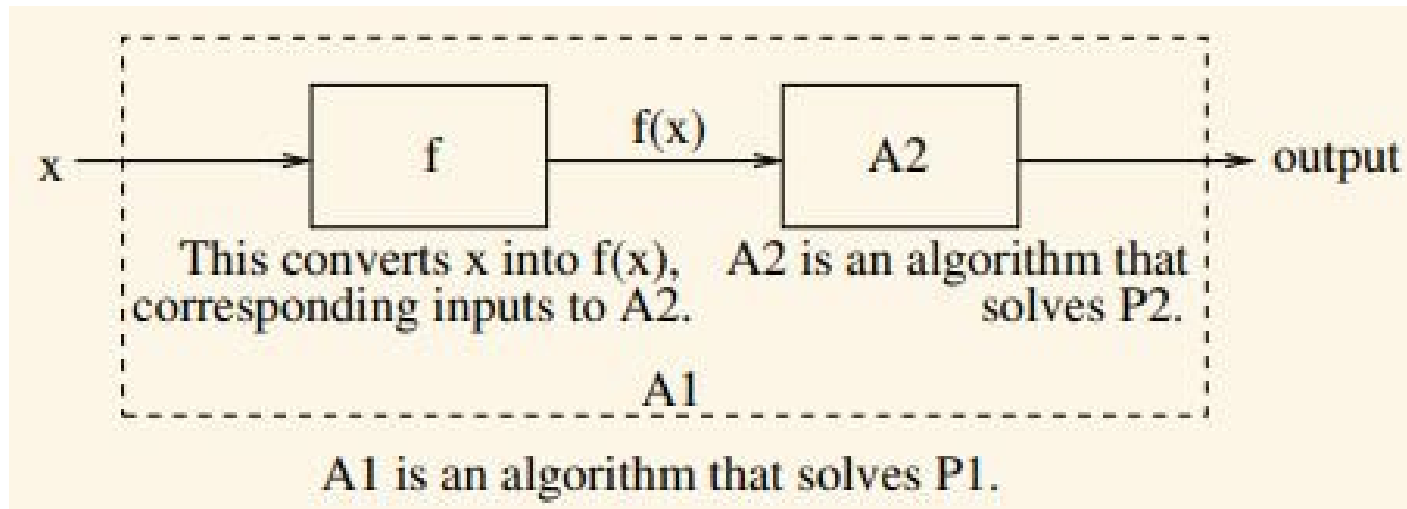 x
f
f(x)
A2
output
This converts x into f(x),
corresponding inputs to A2.
A2 is an algorithm that
solves P2.
A1
A1 is an algorithm that solves P1.